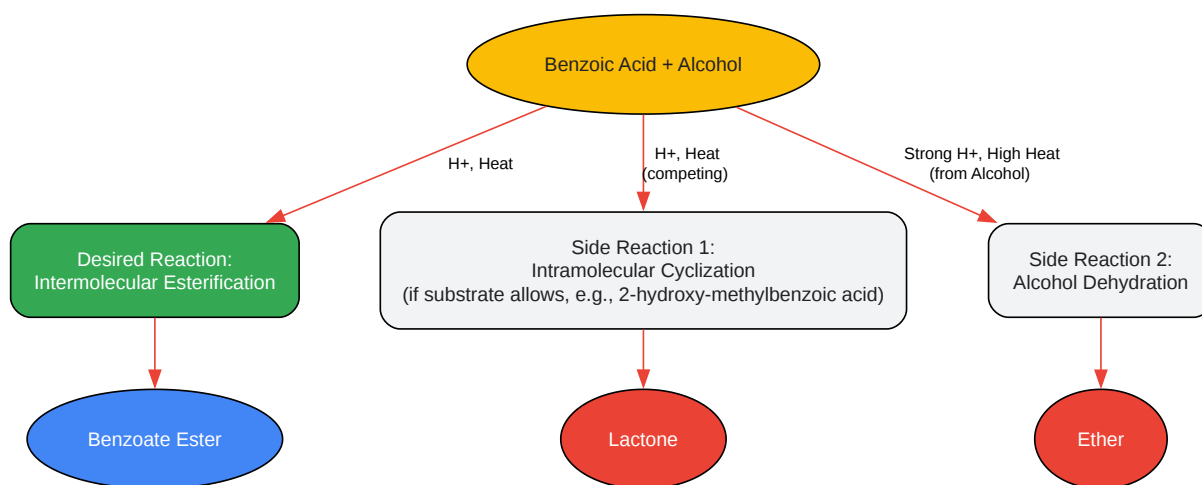 Benzoic Acid + Alcohol
H+, Heat
H+, Heat
(competing)
Strong H+, High Heat
(from Alcohol)
Desired Reaction:
Intermolecular Esterification
Side Reaction 1:
Intramolecular Cyclization
(if substrate allows, e.g., 2-hydroxy-methylbenzoic acid)
Side Reaction 2:
Alcohol Dehydration
Benzoate Ester
Lactone
Ether